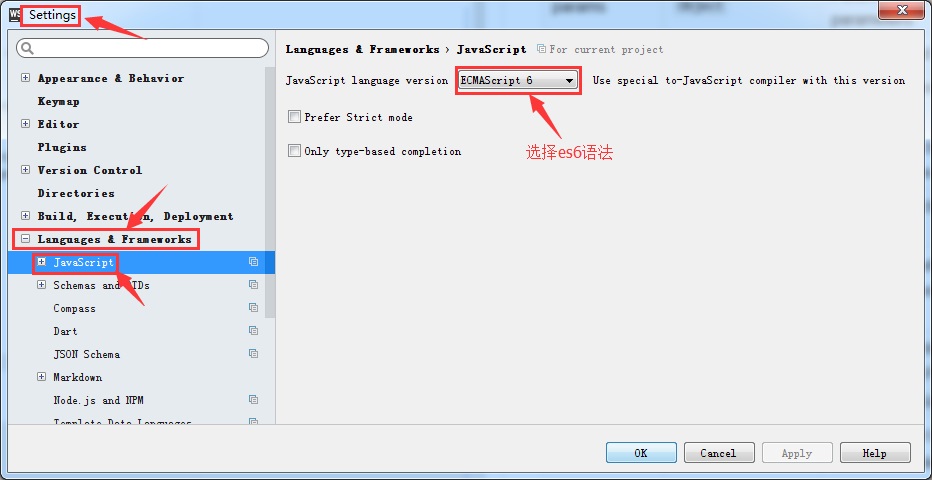 WS Settings
Languages & Frameworks › JavaScript For current project
JavaScript language version ECMAScript 6 Use special to-JavaScript compiler with this version
Prefer Strict mode
Only type-based completion
选择es6语法
Appearance & Behavior
Keymap
Editor
Plugins
Version Control
Directories
Build, Execution, Deployment
Languages & Frameworks
JavaScript
Schemas and DTDs
Compass
Dart
JSON Schema
Markdown
Node.js and NPM
Template Data Languages
OK Cancel Apply Help
params